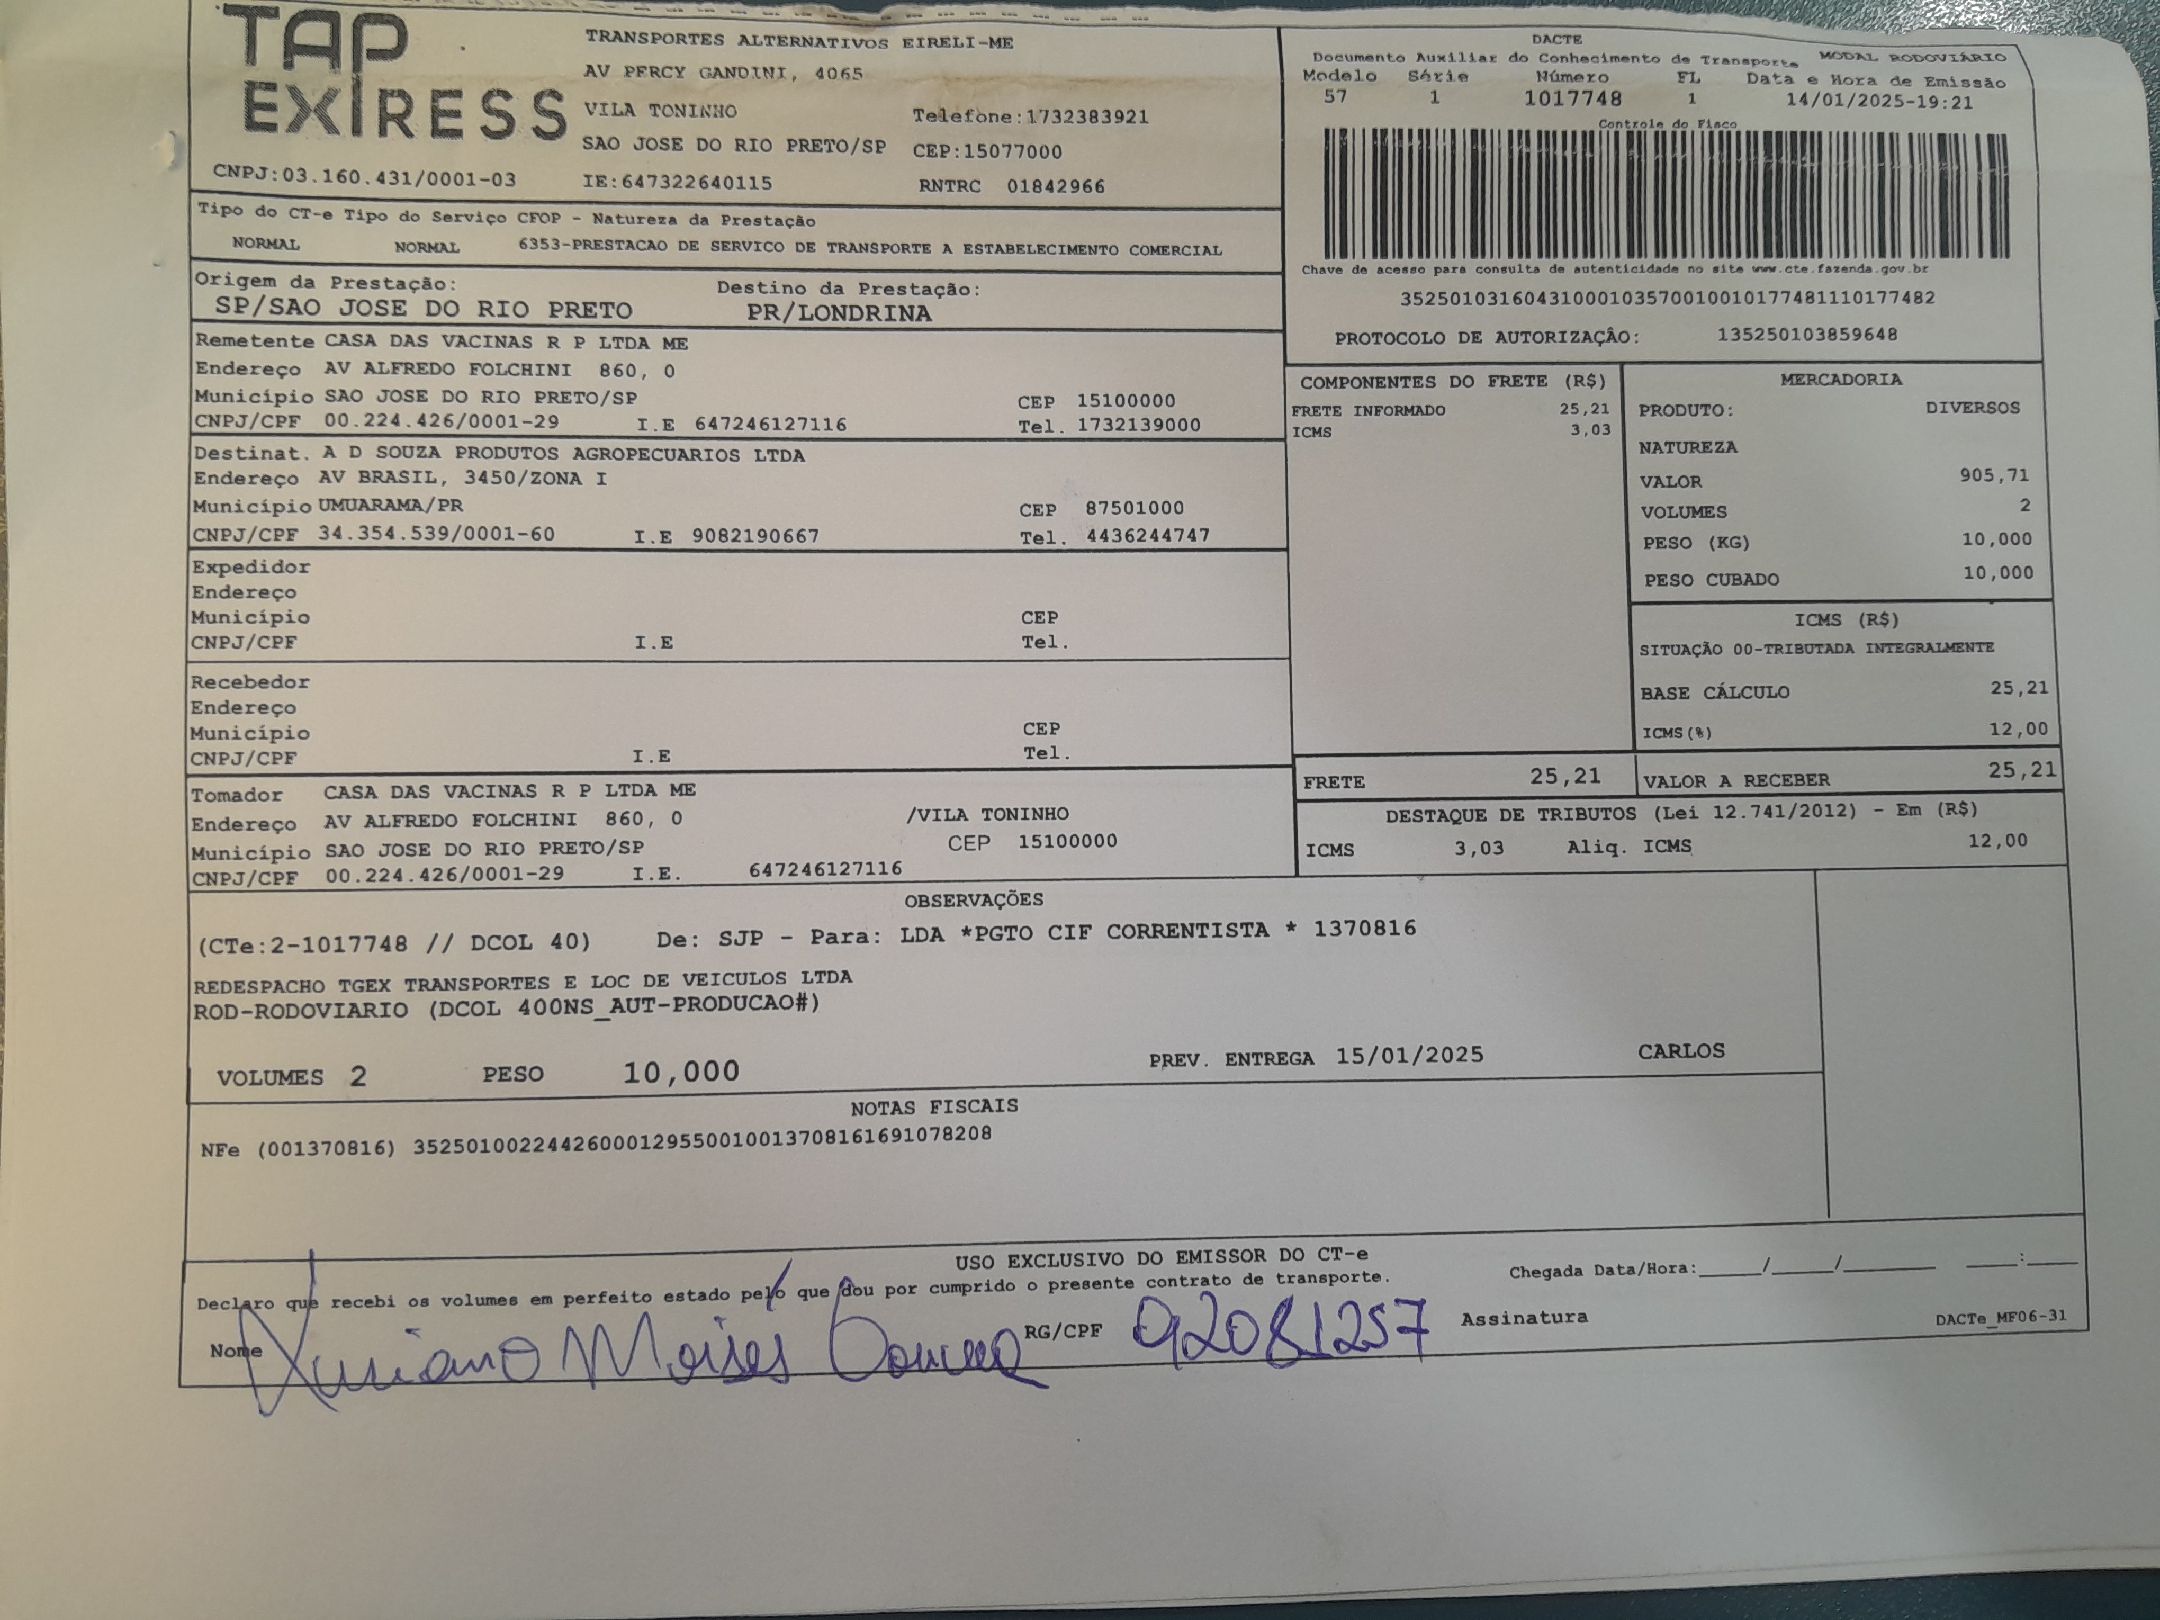 TAP
EXPRESS
TRANSPORTES ALTERNATIVOS EIRELI-ME
AV PERCY GANDINI, 4065
VILA TONINHO Telefone:1732383921
SAO JOSE DO RIO PRETO/SP CEP:15077000
CNPJ:03.160.431/0001-03 IE:647322640115 RNTRC 01842966
DACTE
Documento Auxiliar do Conhecimento de Transporte MODAL RODOVIÁRIO
Modelo Série Número FL Data e Hora de Emissão
57 1 1017748 1 14/01/2025-19:21
Controle do Fisco
Chave de acesso para consulta de autenticidade no site www.cte.fazenda.gov.br
35250103160431000103570010010177481110177482
PROTOCOLO DE AUTORIZAÇÂO: 135250103859648
Tipo do CT-e Tipo do Serviço CFOP - Natureza da Prestação
NORMAL NORMAL 6353-PRESTACAO DE SERVICO DE TRANSPORTE A ESTABELECIMENTO COMERCIAL
Origem da Prestação: Destino da Prestação:
SP/SAO JOSE DO RIO PRETO PR/LONDRINA
Remetente CASA DAS VACINAS R P LTDA ME
Endereço AV ALFREDO FOLCHINI 860, 0
Município SAO JOSE DO RIO PRETO/SP CEP 15100000
CNPJ/CPF 00.224.426/0001-29 I.E 647246127116 Tel. 1732139000
Destinat. A D SOUZA PRODUTOS AGROPECUARIOS LTDA
Endereço AV BRASIL, 3450/ZONA I
Município UMUARAMA/PR CEP 87501000
CNPJ/CPF 34.354.539/0001-60 I.E 9082190667 Tel. 4436244747
Expedidor
Endereço
Município CEP
CNPJ/CPF I.E Tel.
Recebedor
Endereço
Município CEP
CNPJ/CPF I.E Tel.
Tomador CASA DAS VACINAS R P LTDA ME
Endereço AV ALFREDO FOLCHINI 860, 0 /VILA TONINHO
Município SAO JOSE DO RIO PRETO/SP CEP 15100000
CNPJ/CPF 00.224.426/0001-29 I.E. 647246127116
COMPONENTES DO FRETE (R$)
FRETE INFORMADO 25,21
ICMS 3,03
MERCADORIA
PRODUTO: DIVERSOS
NATUREZA
VALOR 905,71
VOLUMES 2
PESO (KG) 10,000
PESO CUBADO 10,000
ICMS (R$)
SITUAÇÃO 00-TRIBUTADA INTEGRALMENTE
BASE CÁLCULO 25,21
ICMS(%) 12,00
FRETE 25,21 VALOR A RECEBER 25,21
DESTAQUE DE TRIBUTOS (Lei 12.741/2012) - Em (R$)
ICMS 3,03 Aliq. ICMS 12,00
OBSERVAÇÕES
(CTe:2-1017748 // DCOL 40) De: SJP - Para: LDA *PGTO CIF CORRENTISTA * 1370816
REDESPACHO TGEX TRANSPORTES E LOC DE VEICULOS LTDA
ROD-RODOVIARIO (DCOL 400NS_AUT-PRODUCAO#)
VOLUMES 2 PESO 10,000 PREV. ENTREGA 15/01/2025 CARLOS
NOTAS FISCAIS
NFe (001370816) 35250100224426000129550010013708161691078208
USO EXCLUSIVO DO EMISSOR DO CT-e
Declaro que recebi os volumes em perfeito estado pelo que dou por cumprido o presente contrato de transporte. Chegada Data/Hora:_____/_____/________ ____:____
Nome Moises RG/CPF 92081257 Assinatura DACTe_MF06-31